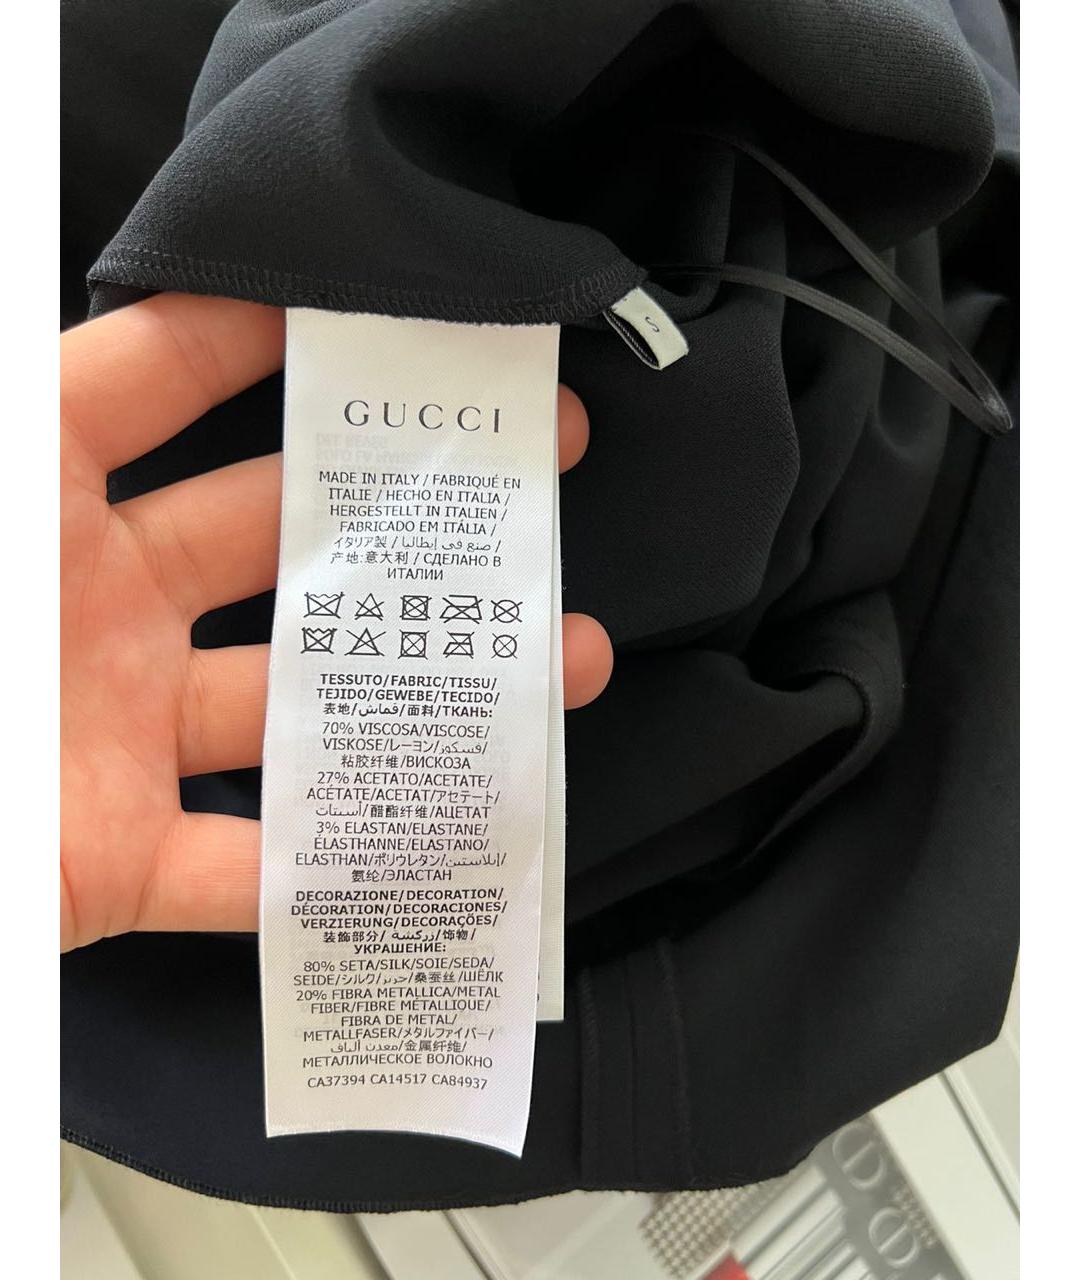 GUCCI
MADE IN ITALY / FABRIQUÉ EN
ITALIE / HECHO EN ITALIA /
HERGESTELLT IN ITALIEN /
FABRICADO EM ITÁLIA /
イタリア製 / صنع في إيطاليا /
产地:意大利 / СДЕЛАНО В
ИТАЛИИ
TESSUTO/FABRIC/TISSU/
TEJIDO/GEWEBE/TECIDO/
表地/قماش/面料/ТКАНЬ:
70% VISCOSA/VISCOSE/
VISKOSE/レーヨン/فسكوز/
粘胶纤维/ВИСКОЗА
27% ACETATO/ACETATE/
ACÉTATE/ACETAT/アセテート/
أسيتات/醋酯纤维/АЦЕТАТ
3% ELASTAN/ELASTANE/
ÉLASTHANNE/ELASTANO/
ELASTHAN/ポリウレタン/إيلاستين/
氨纶/ЭЛАСТАН
DECORAZIONE/DECORATION/
DÉCORATION/DECORACIONES/
VERZIERUNG/DECORAÇÕES/
装飾部分/زركشة/饰物/
УКРАШЕНИЕ:
80% SETA/SILK/SOIE/SEDA/
SEIDE/シルク/حرير/桑蚕丝/ШЁЛК
20% FIBRA METALLICA/METAL
FIBER/FIBRE MÉTALLIQUE/
FIBRA DE METAL/
METALLFASER/メタルファイバー/
معدن ألياف/金属纤维/
МЕТАЛЛИЧЕСКОЕ ВОЛОКНО
CA37394 CA14517 CA84937
S